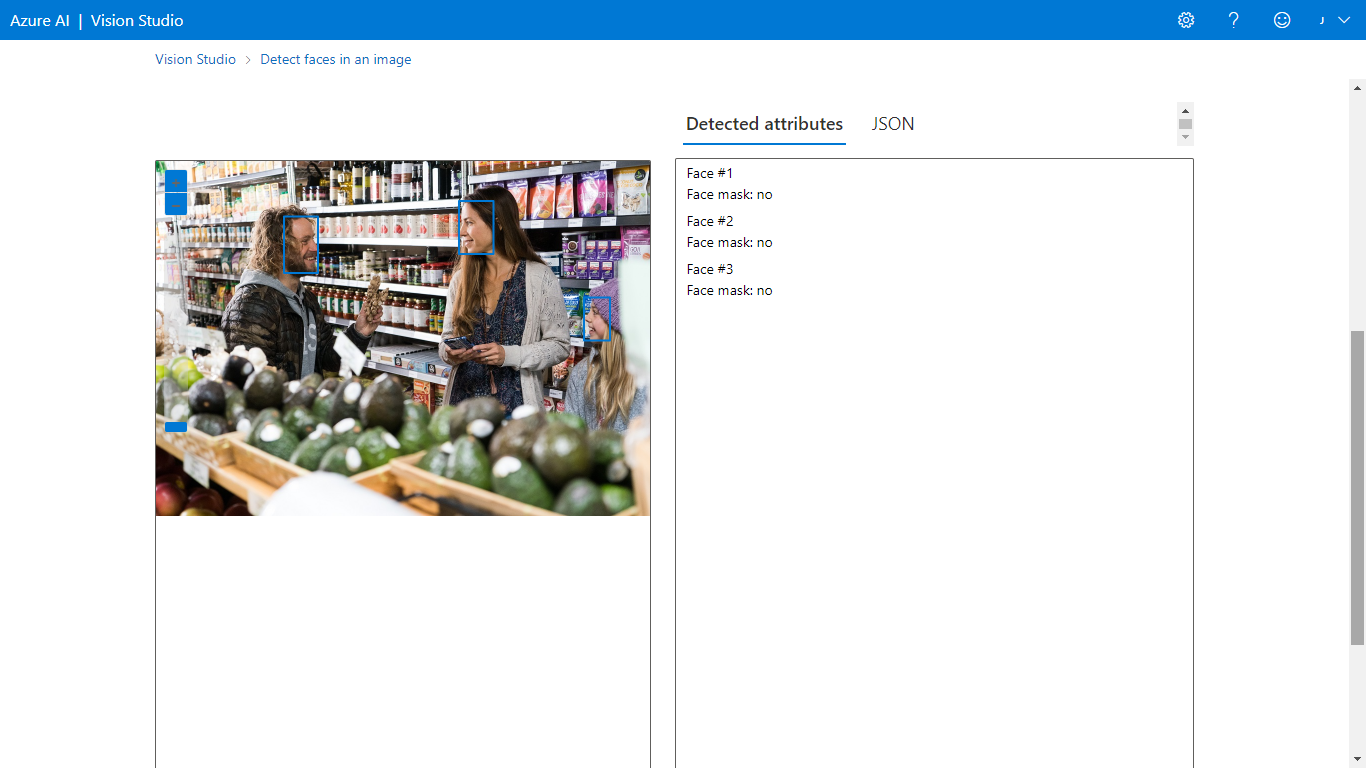 Azure AI | Vision Studio
J
Vision Studio > Detect faces in an image
Detected attributes JSON
Face #1
Face mask: no
Face #2
Face mask: no
Face #3
Face mask: no